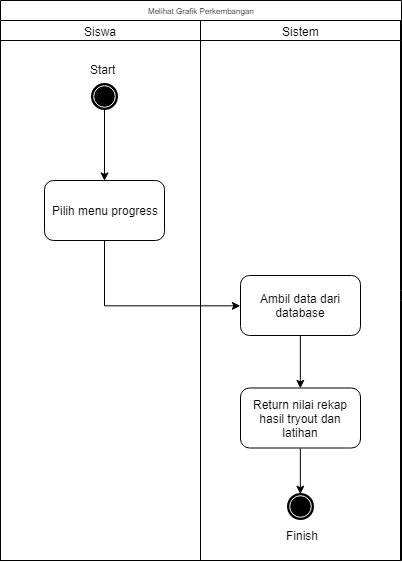 Melihat Grafik Perkembangan
Siswa
Sistem
Start
Pilih menu progress
Ambil data dari
database
Return nilai rekap
hasil tryout dan
latihan
Finish